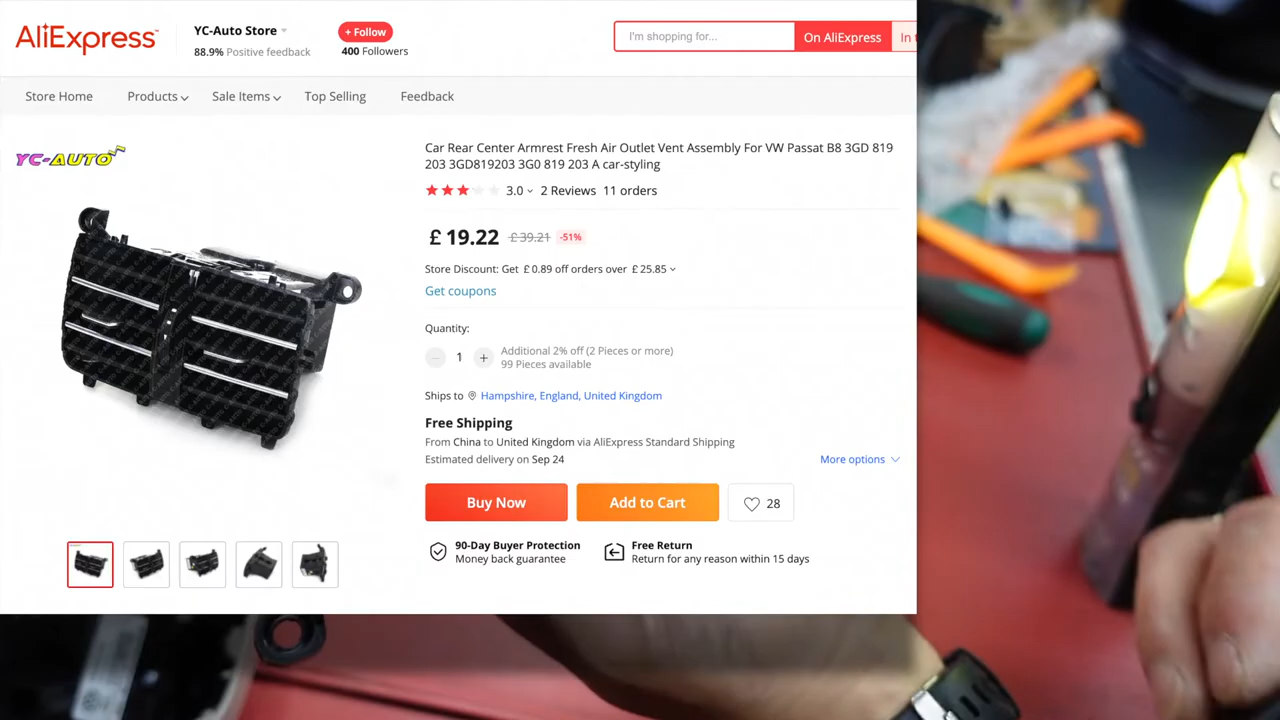 AliExpress
YC-Auto Store
88.9% Positive feedback
+ Follow
400 Followers
I'm shopping for...
On AliExpress
In t
Store Home
Products
Sale Items
Top Selling
Feedback
YC-AUTO
Car Rear Center Armrest Fresh Air Outlet Vent Assembly For VW Passat B8 3GD 819
203 3GD819203 3G0 819 203 A car-styling
3.0
2 Reviews
11 orders
£ 19.22
£ 39.21
-51%
Store Discount: Get £ 0.89 off orders over £ 25.85
Get coupons
Quantity:
1
Additional 2% off (2 Pieces or more)
99 Pieces available
Ships to Hampshire, England, United Kingdom
Free Shipping
From China to United Kingdom via AliExpress Standard Shipping
Estimated delivery on Sep 24
More options
Buy Now
Add to Cart
28
90-Day Buyer Protection
Money back guarantee
Free Return
Return for any reason within 15 days